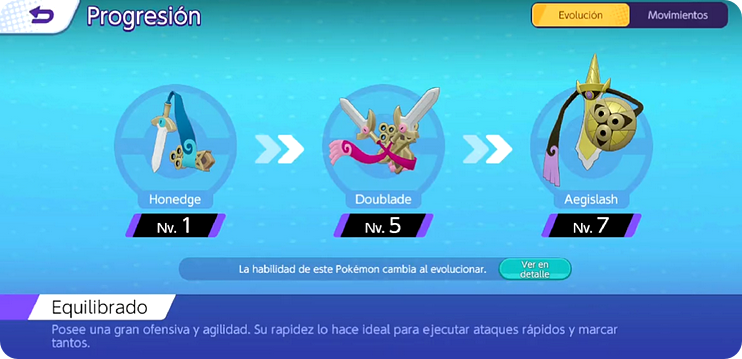 Progresión
Evolución
Movimientos
Honedge
Doublade
Aegislash
Nv. 1
Nv. 5
Nv. 7
La habilidad de este Pokémon cambia al evolucionar.
Ver en
detalle
Equilibrado
Posee una gran ofensiva y agilidad. Su rapidez lo hace ideal para ejecutar ataques rápidos y marcar
tantos.